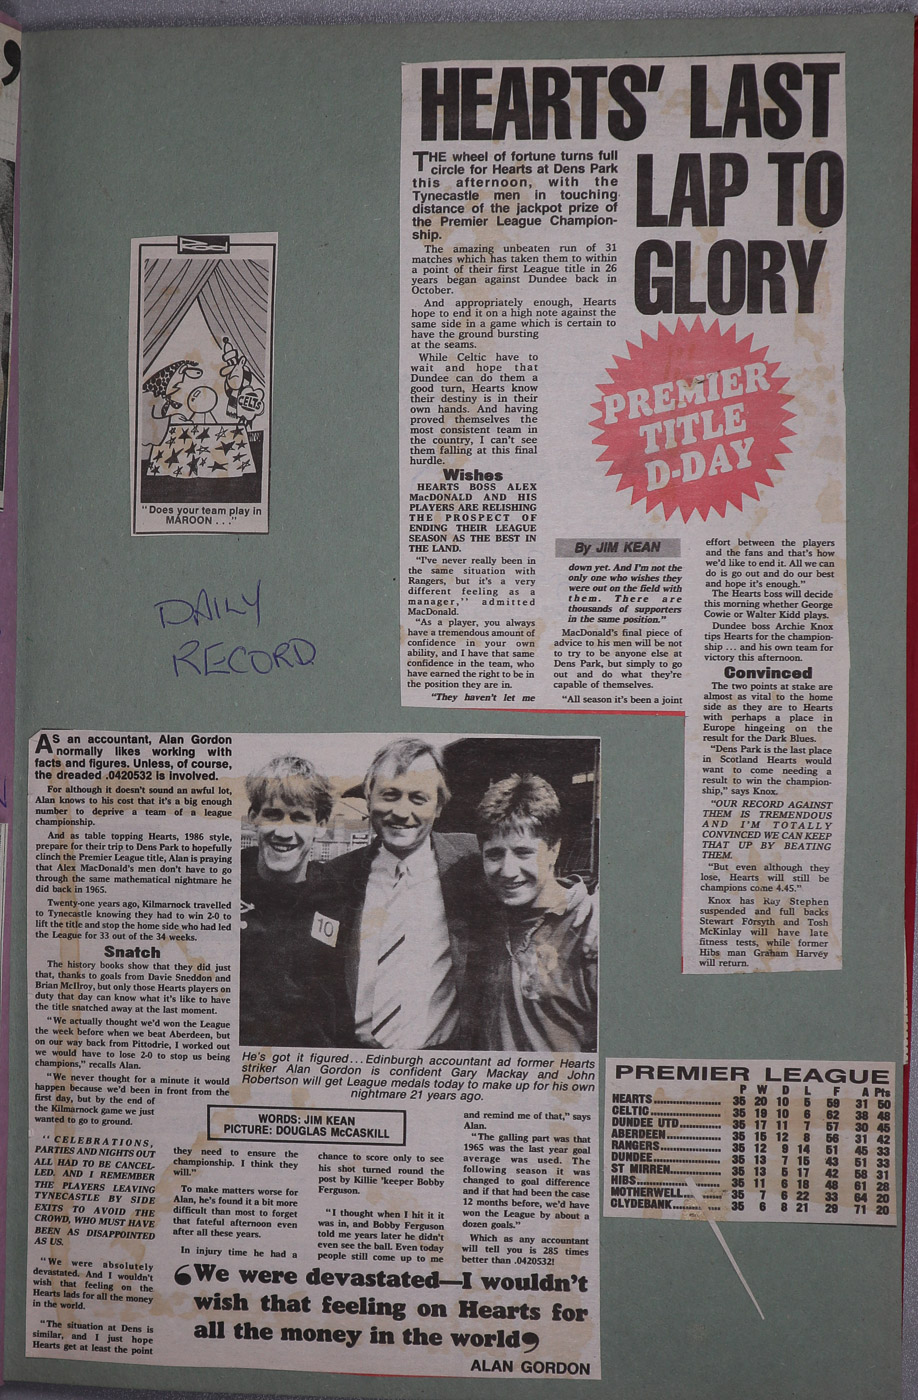 HEARTS' LAST
LAP TO
GLORY
THE wheel of fortune turns full
circle for Hearts at Dens Park
this afternoon, with the
Tynecastle men in touching
distance of the jackpot prize of
the Premier League Champion-
ship.
The amazing unbeaten run of 31
matches which has taken them to within
a point of their first League title in 26
years began against Dundee back in
October.
And appropriately enough, Hearts
hope to end it on a high note against the
same side in a game which is certain to
have the ground bursting
at the seams.
While Celtic have to
wait and hope that
Dundee can do them a
good turn, Hearts know
their destiny is in their
own hands. And having
proved themselves the
most consistent team in
the country, I can't see
them falling at this final
hurdle.
Wishes
HEARTS BOSS ALEX
MacDONALD AND HIS
PLAYERS ARE RELISHING
THE PROSPECT OF
ENDING THEIR LEAGUE
SEASON AS THE BEST IN
THE LAND.
"I've never really been in
the same situation with
Rangers, but it's a very
different feeling as a
manager," admitted
MacDonald.
"As a player, you always
have a tremendous amount of
confidence in your own
ability, and I have that same
confidence in the team, who
have earned the right to be in
the position they are in.
"They haven't let me
PREMIER
TITLE
D-DAY
By JIM KEAN
down yet. And I'm not the
only one who wishes they
were out on the field with
them. There are
thousands of supporters
in the same position."
MacDonald's final piece of
advice to his men will be not
to try to be anyone else at
Dens Park, but simply to go
out and do what they're
capable of themselves.
"All season it's been a joint
effort between the players
and the fans and that's how
we'd like to end it. All we can
do is go out and do our best
and hope it's enough."
The Hearts boss will decide
this morning whether George
Cowie or Walter Kidd plays.
Dundee boss Archie Knox
tips Hearts for the champion-
ship ... and his own team for
victory this afternoon.
Convinced
The two points at stake are
almost as vital to the home
side as they are to Hearts
with perhaps a place in
Europe hingeing on the
result for the Dark Blues.
"Dens Park is the last place
in Scotland Hearts would
want to come needing a
result to win the champion-
ship," says Knox.
"OUR RECORD AGAINST
THEM IS TREMENDOUS
AND I'M TOTALLY
CONVINCED WE CAN KEEP
THAT UP BY BEATING
THEM.
"But even although they
lose, Hearts will still be
champions come 4.45."
Knox has Ray Stephen
suspended and full backs
Stewart Forsyth and Tosh
McKinlay will have late
fitness tests, while former
Hibs man Graham Harvey
will return.
CELTS
"Does your team play in
MAROON . . ."
DAILY
RECORD
AS an accountant, Alan Gordon
normally likes working with
facts and figures. Unless, of course,
the dreaded .0420532 is involved.
For although it doesn't sound an awful lot,
Alan knows to his cost that it's a big enough
number to deprive a team of a league
championship.
And as table topping Hearts, 1986 style,
prepare for their trip to Dens Park to hopefully
clinch the Premier League title, Alan is praying
that Alex MacDonald's men don't have to go
through the same mathematical nightmare he
did back in 1965.
Twenty-one years ago, Kilmarnock travelled
to Tynecastle knowing they had to win 2-0 to
lift the title and stop the home side who had led
the League for 33 out of the 34 weeks.
Snatch
The history books show that they did just
that, thanks to goals from Davie Sneddon and
Brian McIlroy, but only those Hearts players on
duty that day can know what it's like to have
the title snatched away at the last moment.
"We actually thought we'd won the League
the week before when we beat Aberdeen, but
on our way back from Pittodrie, I worked out
we would have to lose 2-0 to stop us being
champions," recalls Alan.
"We never thought for a minute it would
happen because we'd been in front from the
first day, but by the end of
the Kilmarnock game we just
wanted to go to ground.
"CELEBRATIONS,
PARTIES AND NIGHTS OUT
ALL HAD TO BE CANCEL-
LED, AND I REMEMBER
THE PLAYERS LEAVING
TYNECASTLE BY SIDE
EXITS TO AVOID THE
CROWD, WHO MUST HAVE
BEEN AS DISAPPOINTED
AS US.
"We were absolutely
devastated. And I wouldn't
wish that feeling on the
Hearts lads for all the money
in the world.
"The situation at Dens is
similar, and I just hope
Hearts get at least the point
10
He's got it figured...Edinburgh accountant ad former Hearts
striker Alan Gordon is confident Gary Mackay and John
Robertson will get League medals today to make up for his own
nightmare 21 years ago.
WORDS: JIM KEAN
PICTURE: DOUGLAS McCASKILL
they need to ensure the
championship. I think they
will."
To make matters worse for
Alan, he's found it a bit more
difficult than most to forget
that fateful afternoon even
after all these years.
In injury time he had a
chance to score only to see
his shot turned round the
post by Killie 'keeper Bobby
Ferguson.
"I thought when I hit it it
was in, and Bobby Ferguson
told me years later he didn't
even see the ball. Even today
people still come up to me
and remind me of that," says
Alan.
"The galling part was that
1965 was the last year goal
average was used. The
following season it was
changed to goal difference
and if that had been the case
12 months before, we'd have
won the League by about a
dozen goals."
Which as any accountant
will tell you is 285 times
better than .0420532!
‘We were devastated—I wouldn't
wish that feeling on Hearts for
all the money in the world’
ALAN GORDON
PREMIER LEAGUE
P W D L F A Pts
HEARTS 35 20 10 5 59 31 50
CELTIC 35 19 10 6 62 38 48
DUNDEE UTD 35 17 11 7 57 30 45
ABERDEEN 35 15 12 8 56 31 42
RANGERS 35 12 9 14 51 45 33
DUNDEE 35 13 7 15 43 51 33
ST MIRREN 35 13 5 17 42 58 31
HIBS 35 11 6 18 48 61 28
MOTHERWELL 35 7 6 22 33 64 20
CLYDEBANK 35 6 8 21 29 71 20